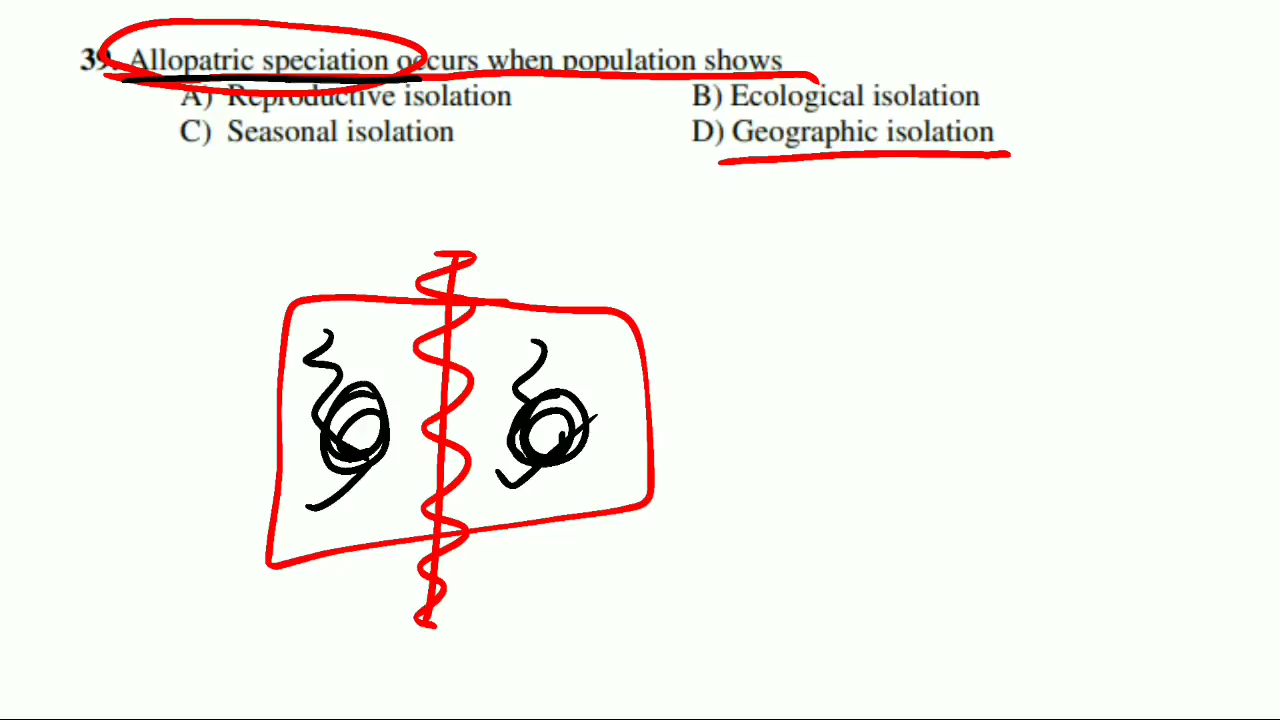 39. Allopatric speciation occurs when population shows
A) Reproductive isolation B) Ecological isolation
C) Seasonal isolation D) Geographic isolation